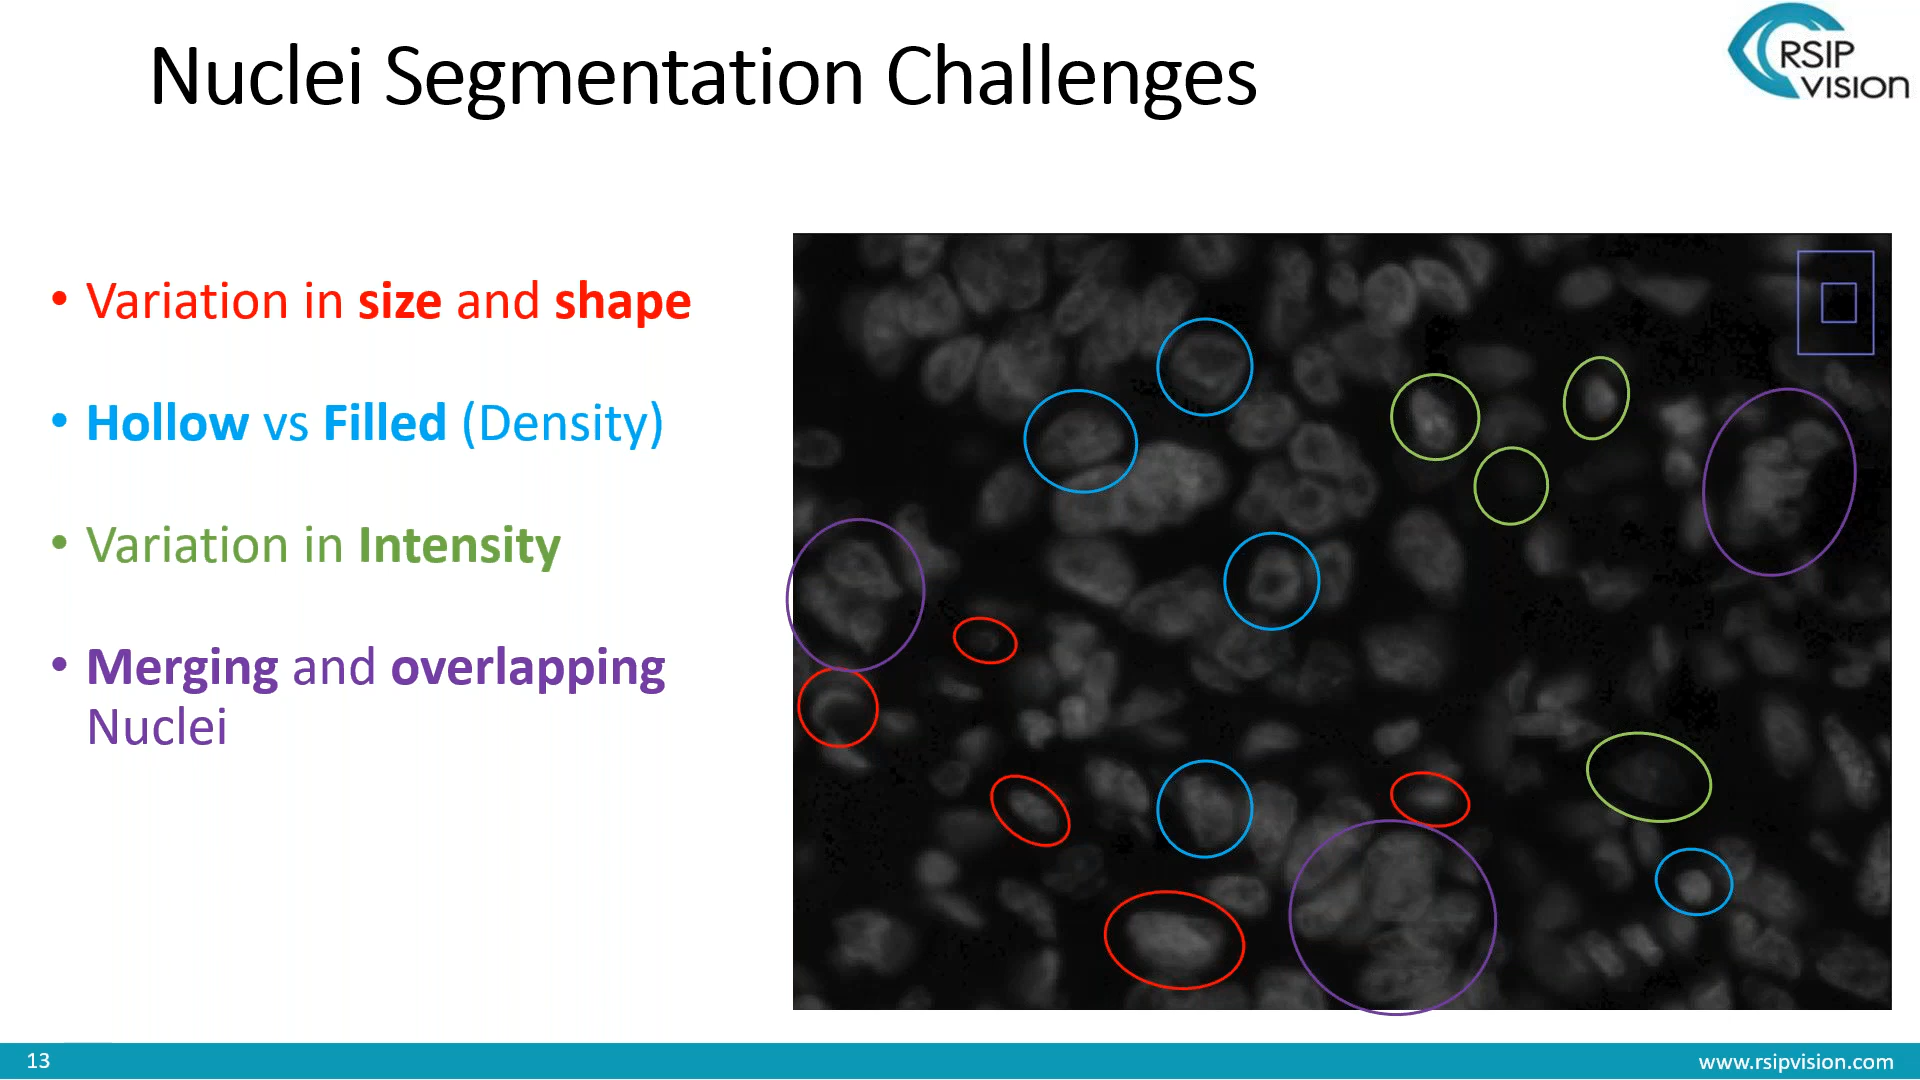 Nuclei Segmentation Challenges
RSIP
VISION
• Variation in size and shape
• Hollow vs Filled (Density)
• Variation in Intensity
• Merging and overlapping
Nuclei
13
www.rsipvision.com